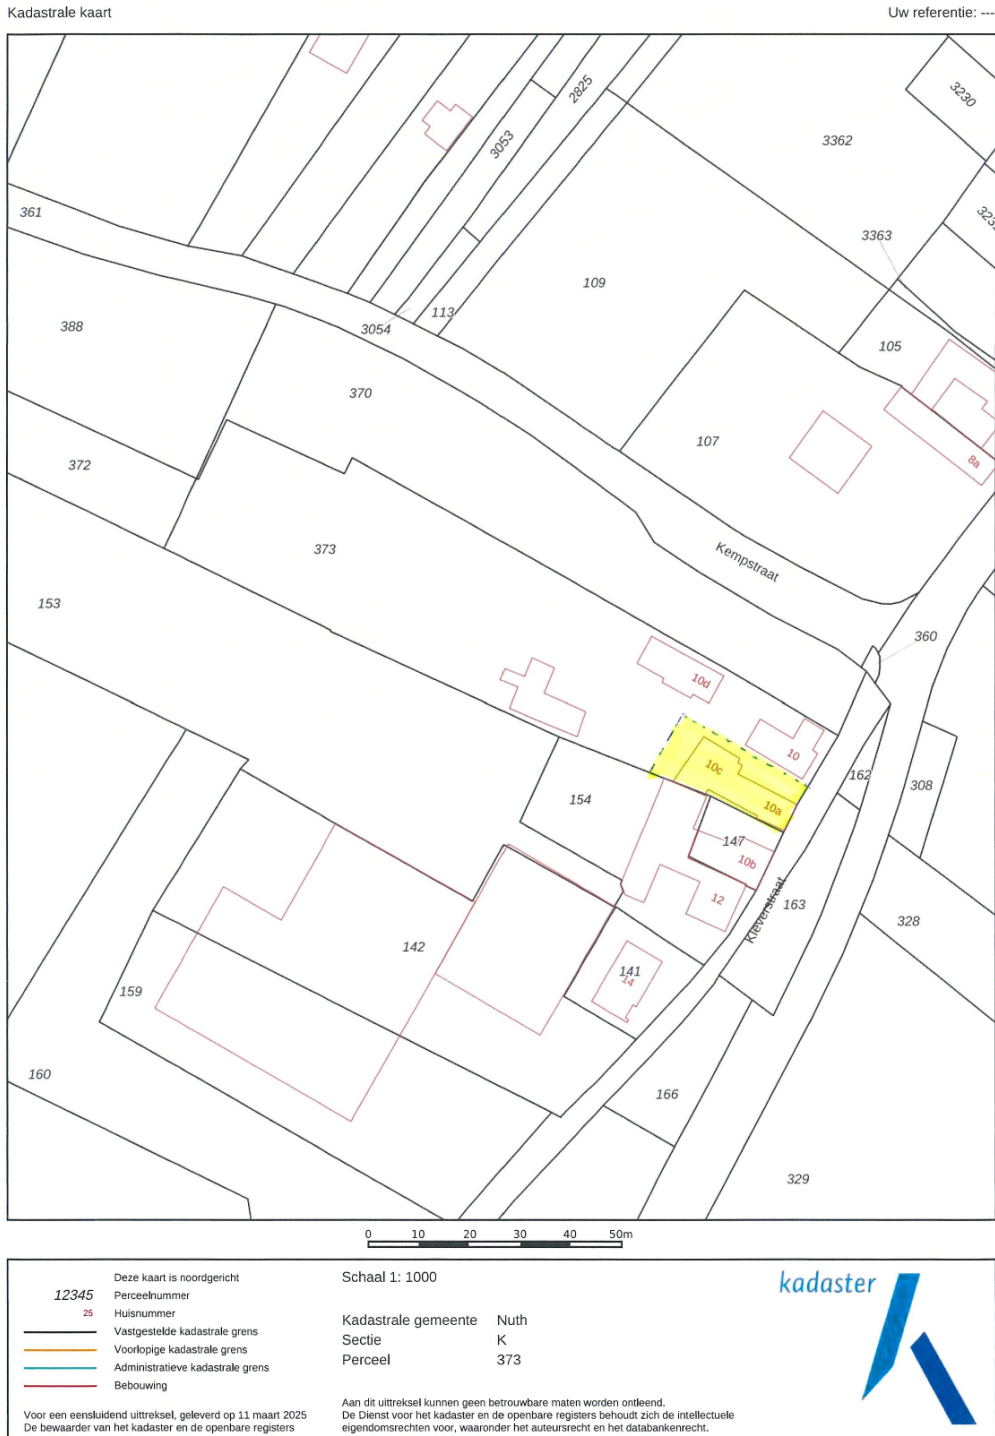 Kadastrale kaart
Uw referentie: ---
2825
3230
3053
3362
361
3363
109
388
3054
113
105
370
107
8a
372
373
Kempstraat
153
360
10d
10
10c
162
308
154
10a
147
10b
12
163
Kleverstraat
328
142
141
14
159
160
166
329
0 10 20 30 40 50m
Deze kaart is noordgericht
12345 Perceelnummer
25 Huisnummer
Vastgestelde kadastrale grens
Voorlopige kadastrale grens
Administratieve kadastrale grens
Bebouwing
Voor een eensluidend uittreksel, geleverd op 11 maart 2025
De bewaarder van het kadaster en de openbare registers
Schaal 1: 1000
Kadastrale gemeente Nuth
Sectie K
Perceel 373
Aan dit uittreksel kunnen geen betrouwbare maten worden ontleend.
De Dienst voor het kadaster en de openbare registers behoudt zich de intellectuele
eigendomsrechten voor, waaronder het auteursrecht en het databankenrecht.
kadaster